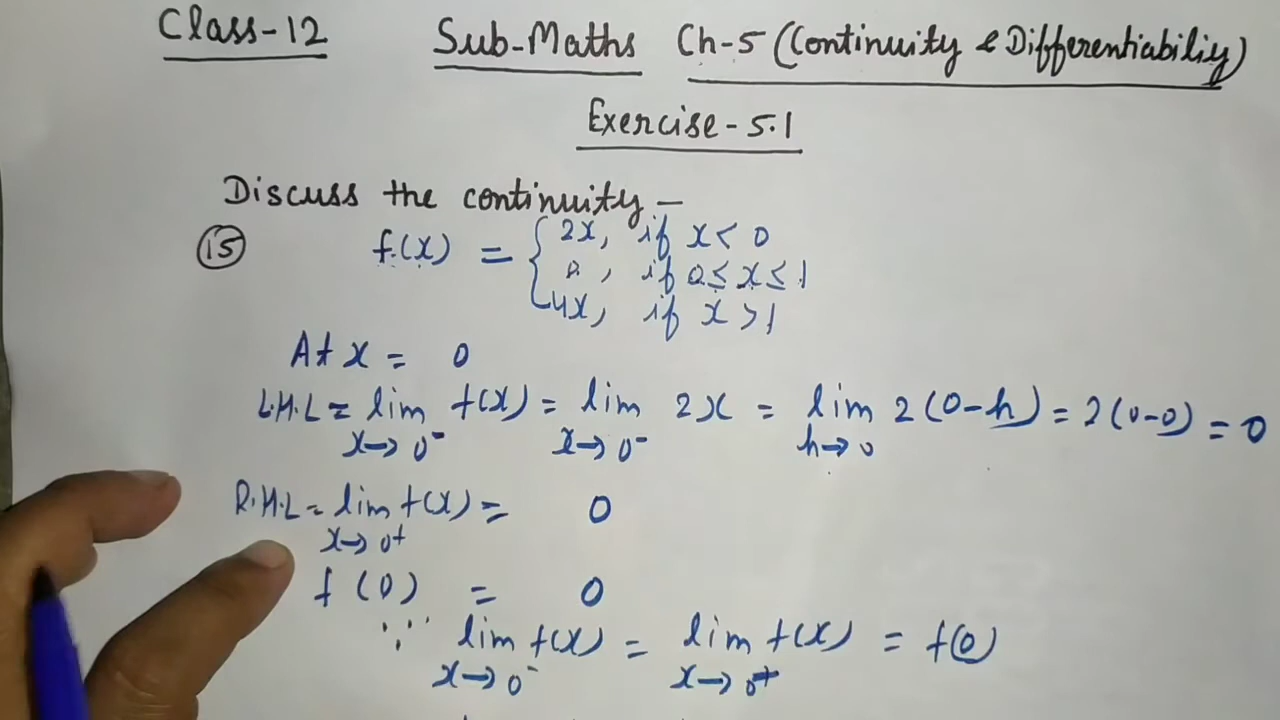 Class-12 Sub-Maths Ch-5 (Continuity & Differentiability)
Exercise-5.1
Discuss the continuity -
(15) f(x) = { 2x, if x < 0
0, if 0 ≤ x ≤ 1
4x, if x > 1
At x = 0
L.H.L = lim f(x) = lim 2x = lim 2(0-h) = 2(0-0) = 0
x→0⁻ x→0⁻ h→0
R.H.L = lim f(x) = 0
x→0⁺
f(0) = 0
∵ lim f(x) = lim f(x) = f(0)
x→0⁻ x→0⁺